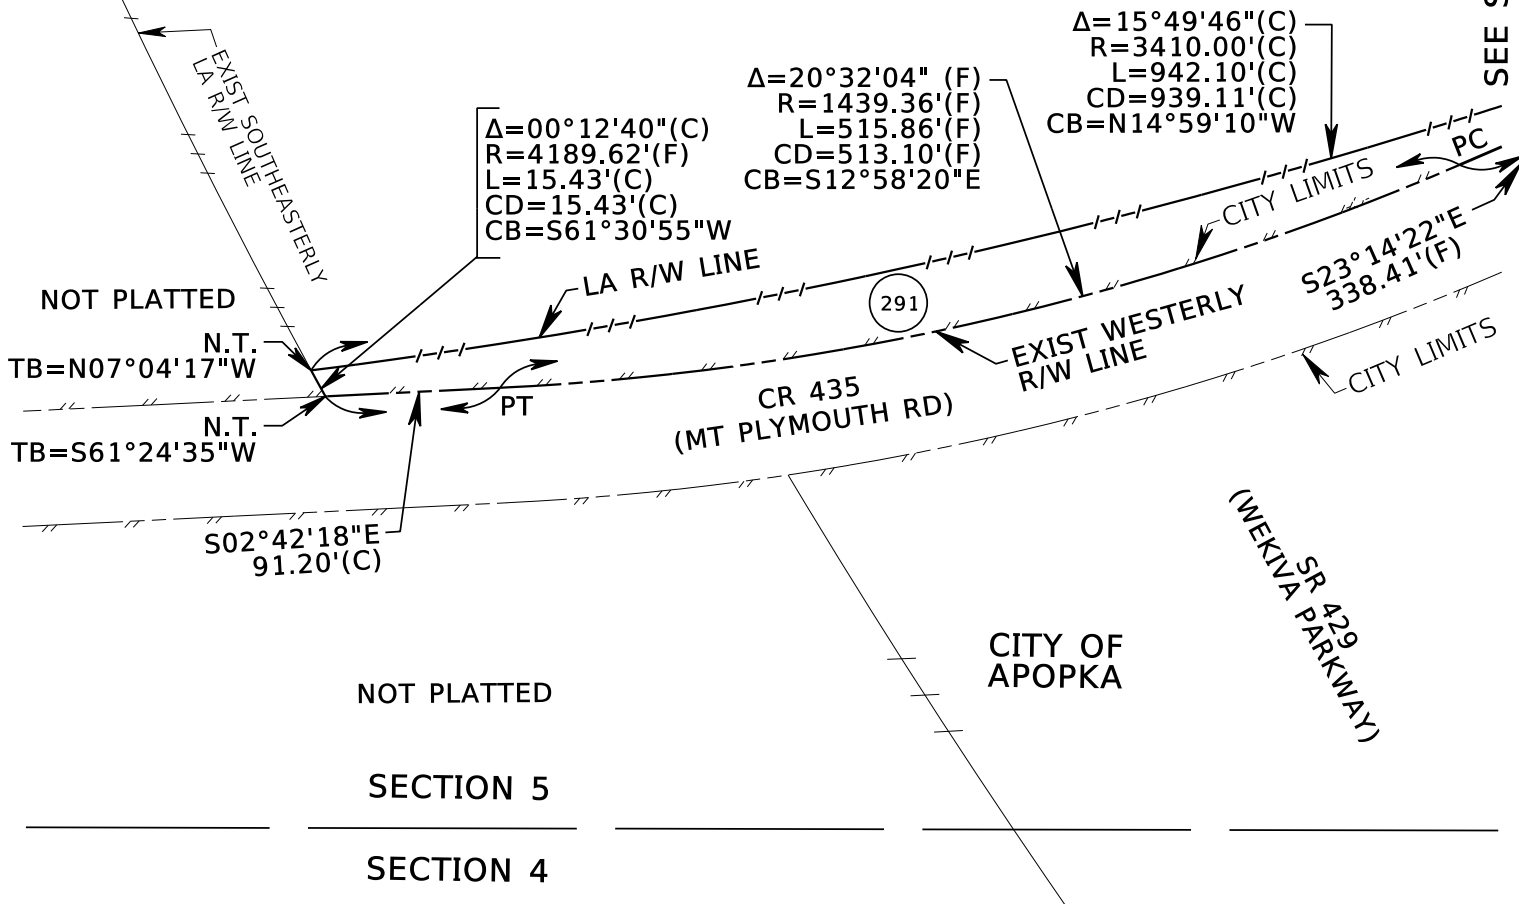 SEE S
Δ=15°49'46"(C)
R=3410.00'(C)
L=942.10'(C)
CD=939.11'(C)
CB=N14°59'10"W
Δ=20°32'04" (F)
R=1439.36'(F)
L=515.86'(F)
CD=513.10'(F)
CB=S12°58'20"E
EXIST SOUTHEASTERLY
LA R/W LINE
Δ=00°12'40"(C)
R=4189.62'(F)
L=15.43'(C)
CD=15.43'(C)
CB=S61°30'55"W
PC
CITY LIMITS
S23°14'22"E
338.41'(F)
LA R/W LINE
NOT PLATTED
291
N.T.
TB=N07°04'17"W
EXIST WESTERLY
R/W LINE
CITY LIMITS
N.T.
TB=S61°24'35"W
PT
CR 435
(MT PLYMOUTH RD)
S02°42'18"E
91.20'(C)
SR 429
(WEKIVA PARKWAY)
CITY OF
APOPKA
NOT PLATTED
SECTION 5
SECTION 4